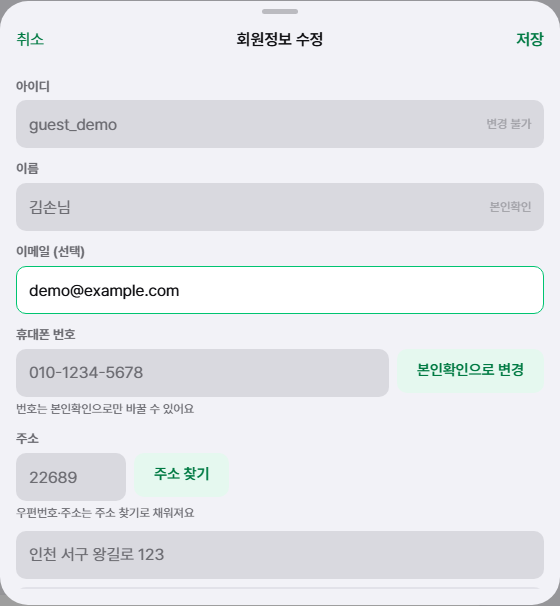 취소 회원정보 수정 저장
아이디
guest_demo 변경 불가
이름
김손님 본인확인
이메일 (선택)
demo@example.com
휴대폰 번호
010-1234-5678 본인확인으로 변경
번호는 본인확인으로만 바꿀 수 있어요
주소
22689 주소 찾기
우편번호·주소는 주소 찾기로 채워져요
인천 서구 왕길로 123